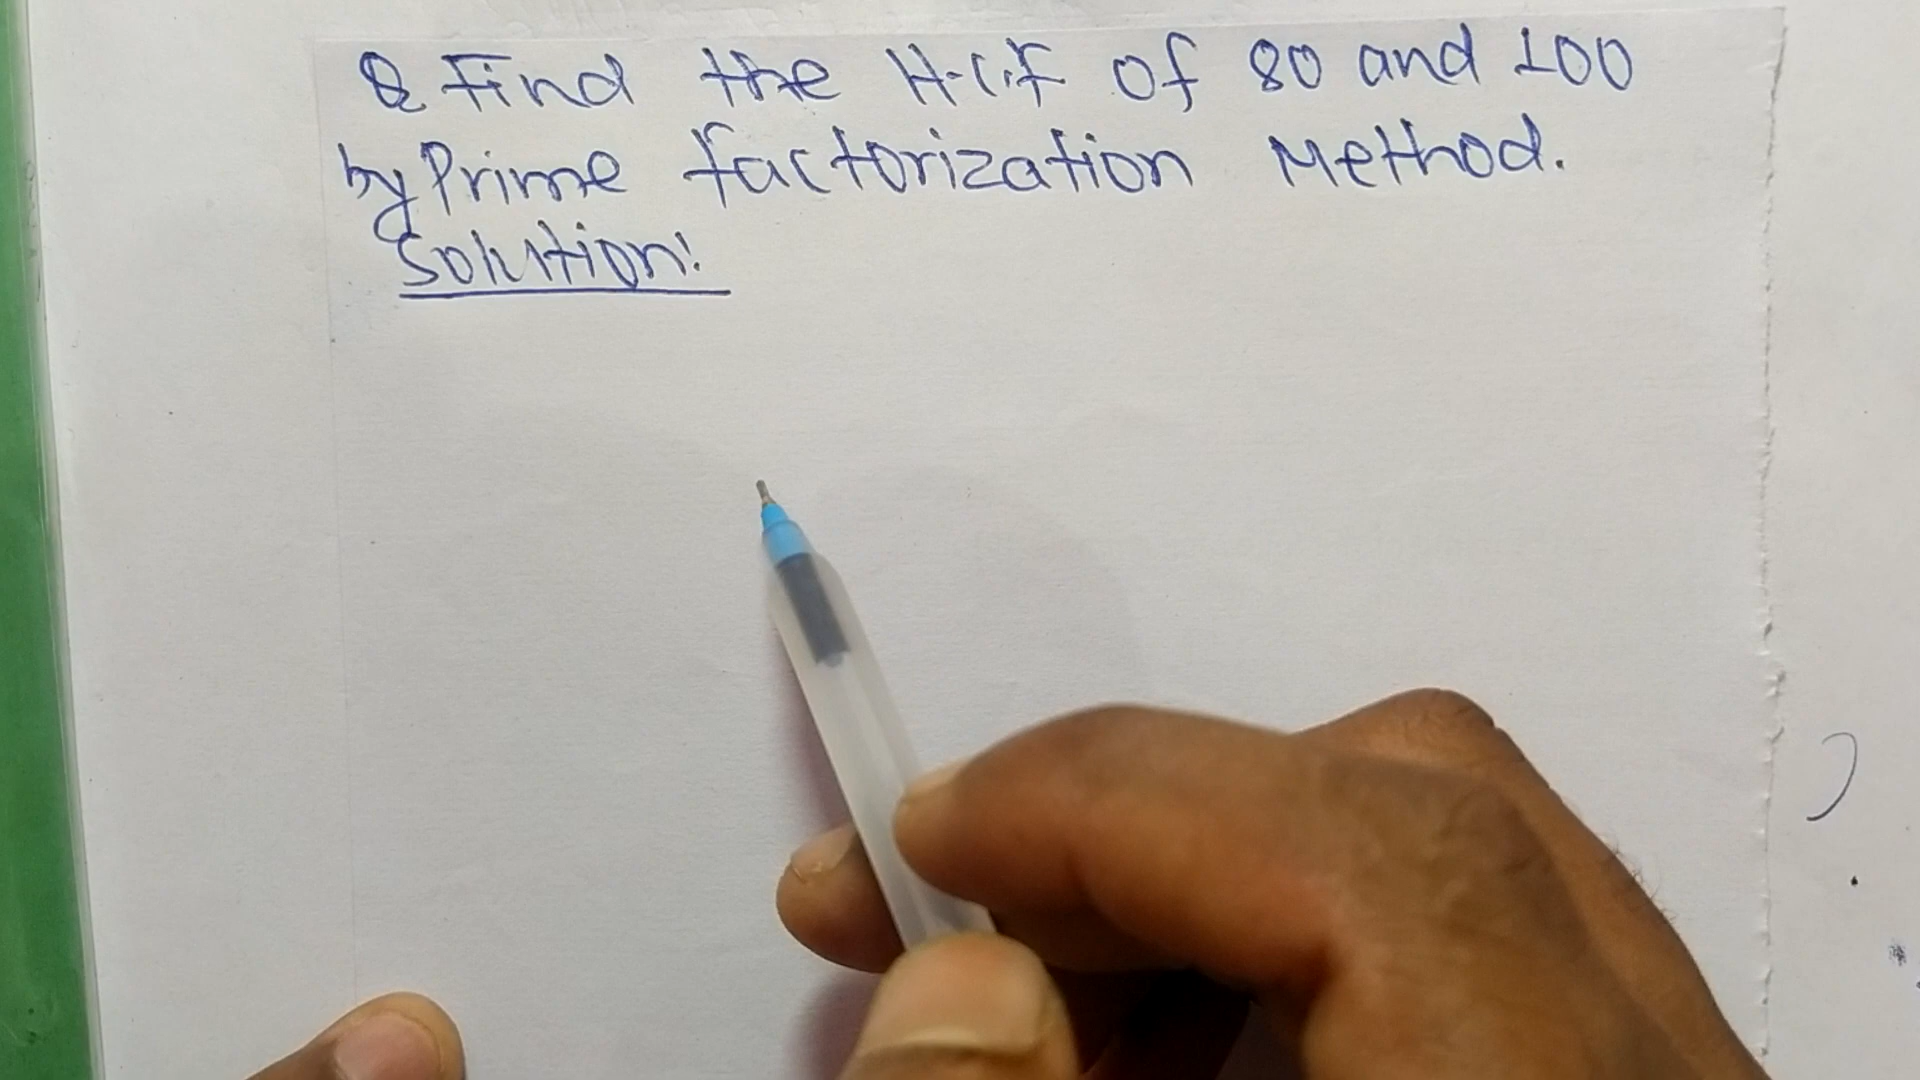 Q Find the H.C.F of 80 and 100
by Prime factorization Method.
Solution: